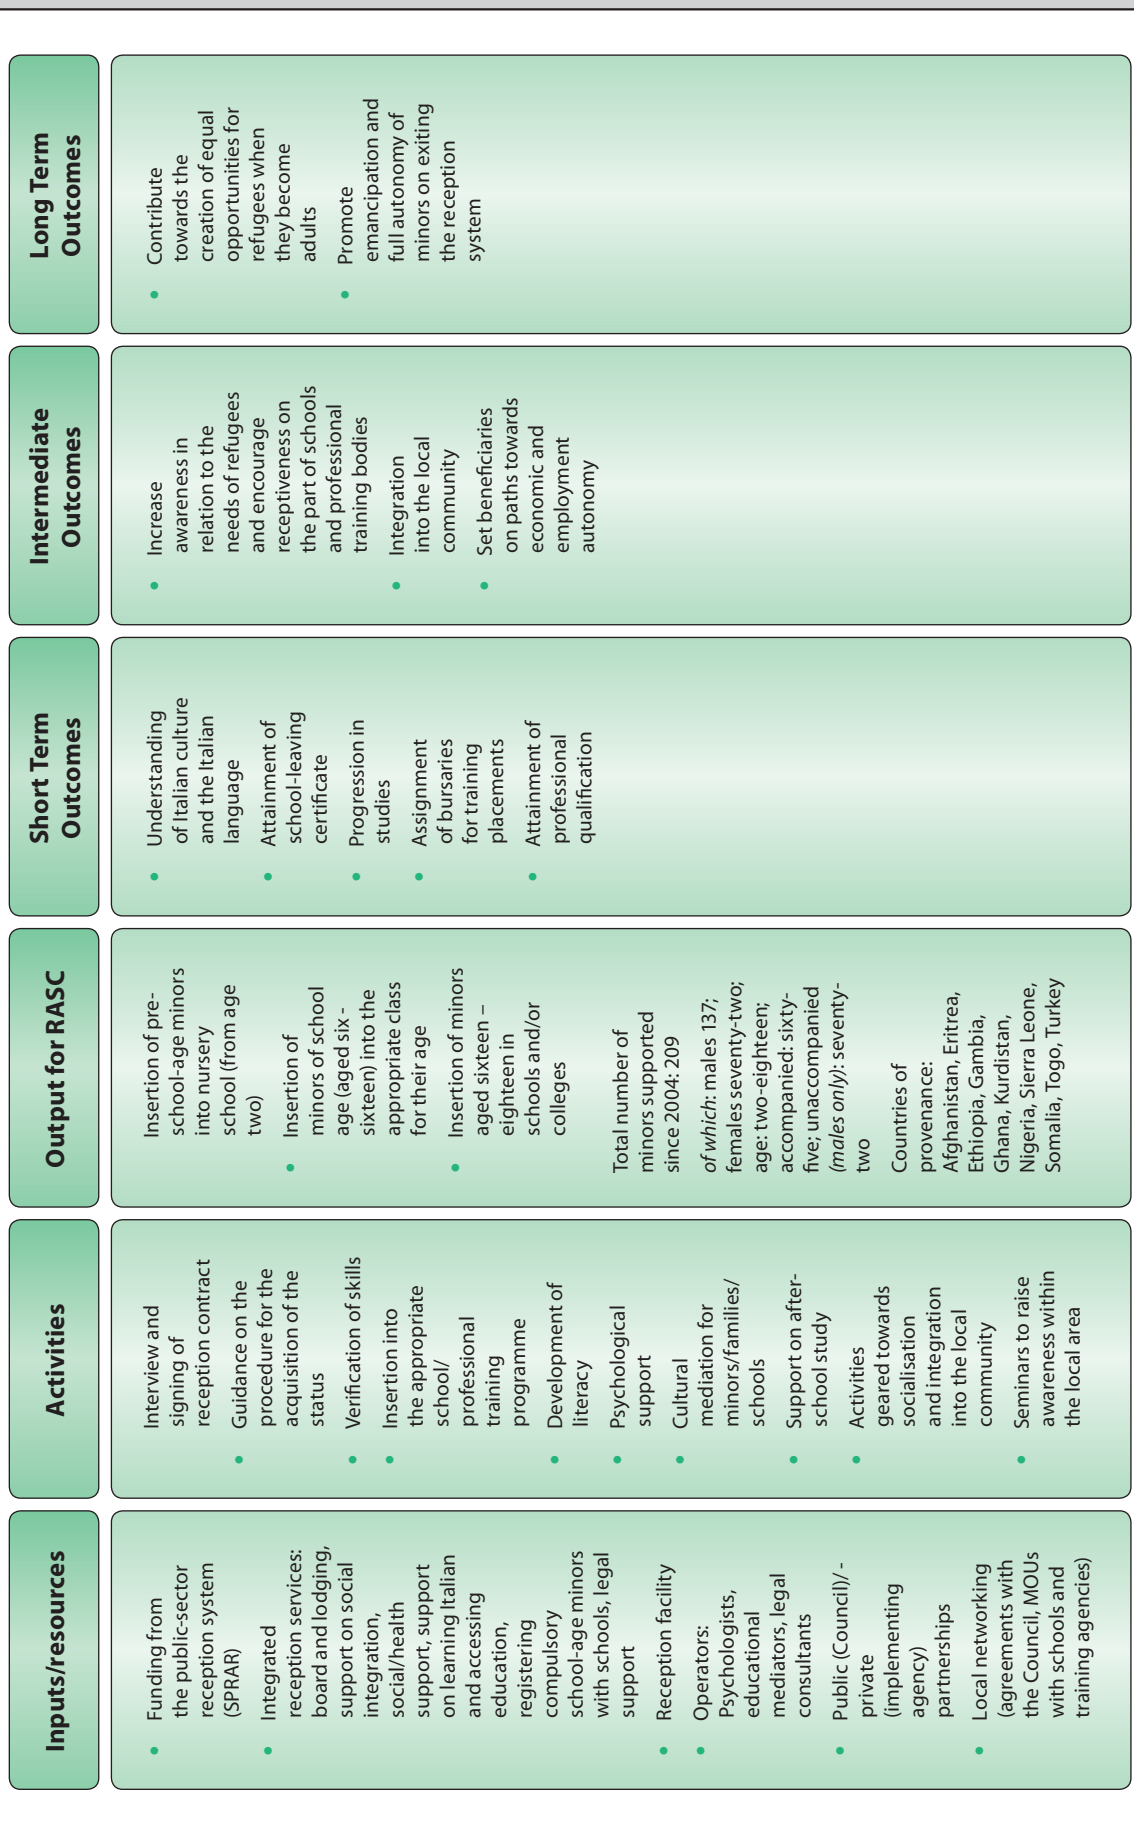 Inputs/resources
• Funding from
the public-sector
reception system
(SPRAR)
• Integrated
reception services:
board and lodging,
support on social
integration,
social/health
support, support
on learning Italian
and accessing
education,
registering
compulsory
school-age minors
with schools, legal
support
• Reception facility
• Operators:
Psychologists,
educational
mediators, legal
consultants
• Public (Council)/ -
private
(implementing
agency)
partnerships
• Local networking
(agreements with
the Council, MOUs
with schools and
training agencies)
Activities
Interview and
signing of
reception contract
• Guidance on the
procedure for the
acquisition of the
status
• Verification of skills
• Insertion into
the appropriate
school/
professional
training
programme
• Development of
literacy
• Psychological
support
• Cultural
mediation for
minors/families/
schools
• Support on after-
school study
• Activities
geared towards
socialisation
and integration
into the local
community
• Seminars to raise
awareness within
the local area
Output for RASC
Insertion of pre-
school-age minors
into nursery
school (from age
two)
• Insertion of
minors of school
age (aged six -
sixteen) into the
appropriate class
for their age
• Insertion of minors
aged sixteen –
eighteen in
schools and/or
colleges
Total number of
minors supported
since 2004: 209
of which: males 137;
females seventy-two;
age: two-eighteen;
accompanied: sixty-
five; unaccompanied
(males only): seventy-
two
Countries of
provenance:
Afghanistan, Eritrea,
Ethiopia, Gambia,
Ghana, Kurdistan,
Nigeria, Sierra Leone,
Somalia, Togo, Turkey
Short Term
Outcomes
• Understanding
of Italian culture
and the Italian
language
• Attainment of
school-leaving
certificate
• Progression in
studies
• Assignment
of bursaries
for training
placements
• Attainment of
professional
qualification
Intermediate
Outcomes
• Increase
awareness in
relation to the
needs of refugees
and encourage
receptiveness on
the part of schools
and professional
training bodies
• Integration
into the local
community
• Set beneficiaries
on paths towards
economic and
employment
autonomy
Long Term
Outcomes
• Contribute
towards the
creation of equal
opportunities for
refugees when
they become
adults
• Promote
emancipation and
full autonomy of
minors on exiting
the reception
system